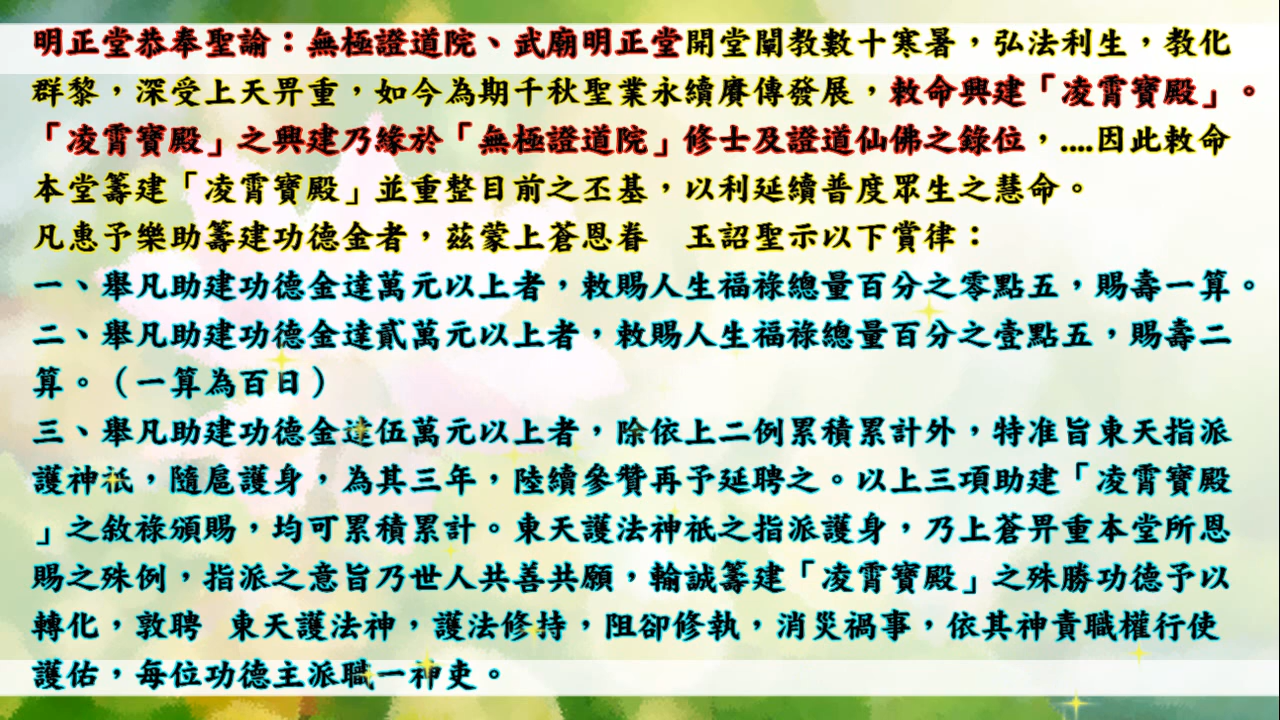 明正堂恭奉聖論：無極證道院、武廟明正堂開堂闡教數十寒暑，弘法利生，教化
群黎，深受上天畀重，如今為期千秋聖業永續賡傳發展，敕命興建「凌霄寶殿」。
「凌霄寶殿」之興建乃緣於「無極證道院」修士及證道仙佛之錄位，....因此敕命
本堂籌建「凌霄寶殿」並重整目前之丕基，以利延續普度眾生之慧命。
凡惠予樂助籌建功德金者，茲蒙上蒼恩眷　玉詔聖示以下賞律：
一、舉凡助建功德金達萬元以上者，敕賜人生福祿總量百分之零點五，賜壽一算。
二、舉凡助建功德金達貳萬元以上者，敕賜人生福祿總量百分之壹點五，賜壽二
算。（一算為百日）
三、舉凡助建功德金達伍萬元以上者，除依上二例累積累計外，特准旨東天指派
護神祇，隨扈護身，為其三年，陸續參贊再予延聘之。以上三項助建「凌霄寶殿
」之敘祿頒賜，均可累積累計。東天護法神祇之指派護身，乃上蒼畀重本堂所恩
賜之殊例，指派之意旨乃世人共善共願，輸誠籌建「凌霄寶殿」之殊勝功德予以
轉化，敦聘　東天護法神，護法修持，阻卻修執，消災禍事，依其神責職權行使
護佑，每位功德主派職一神吏。